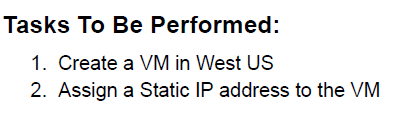 Tasks To Be Performed:
1. Create a VM in West US
2. Assign a Static IP address to the VM